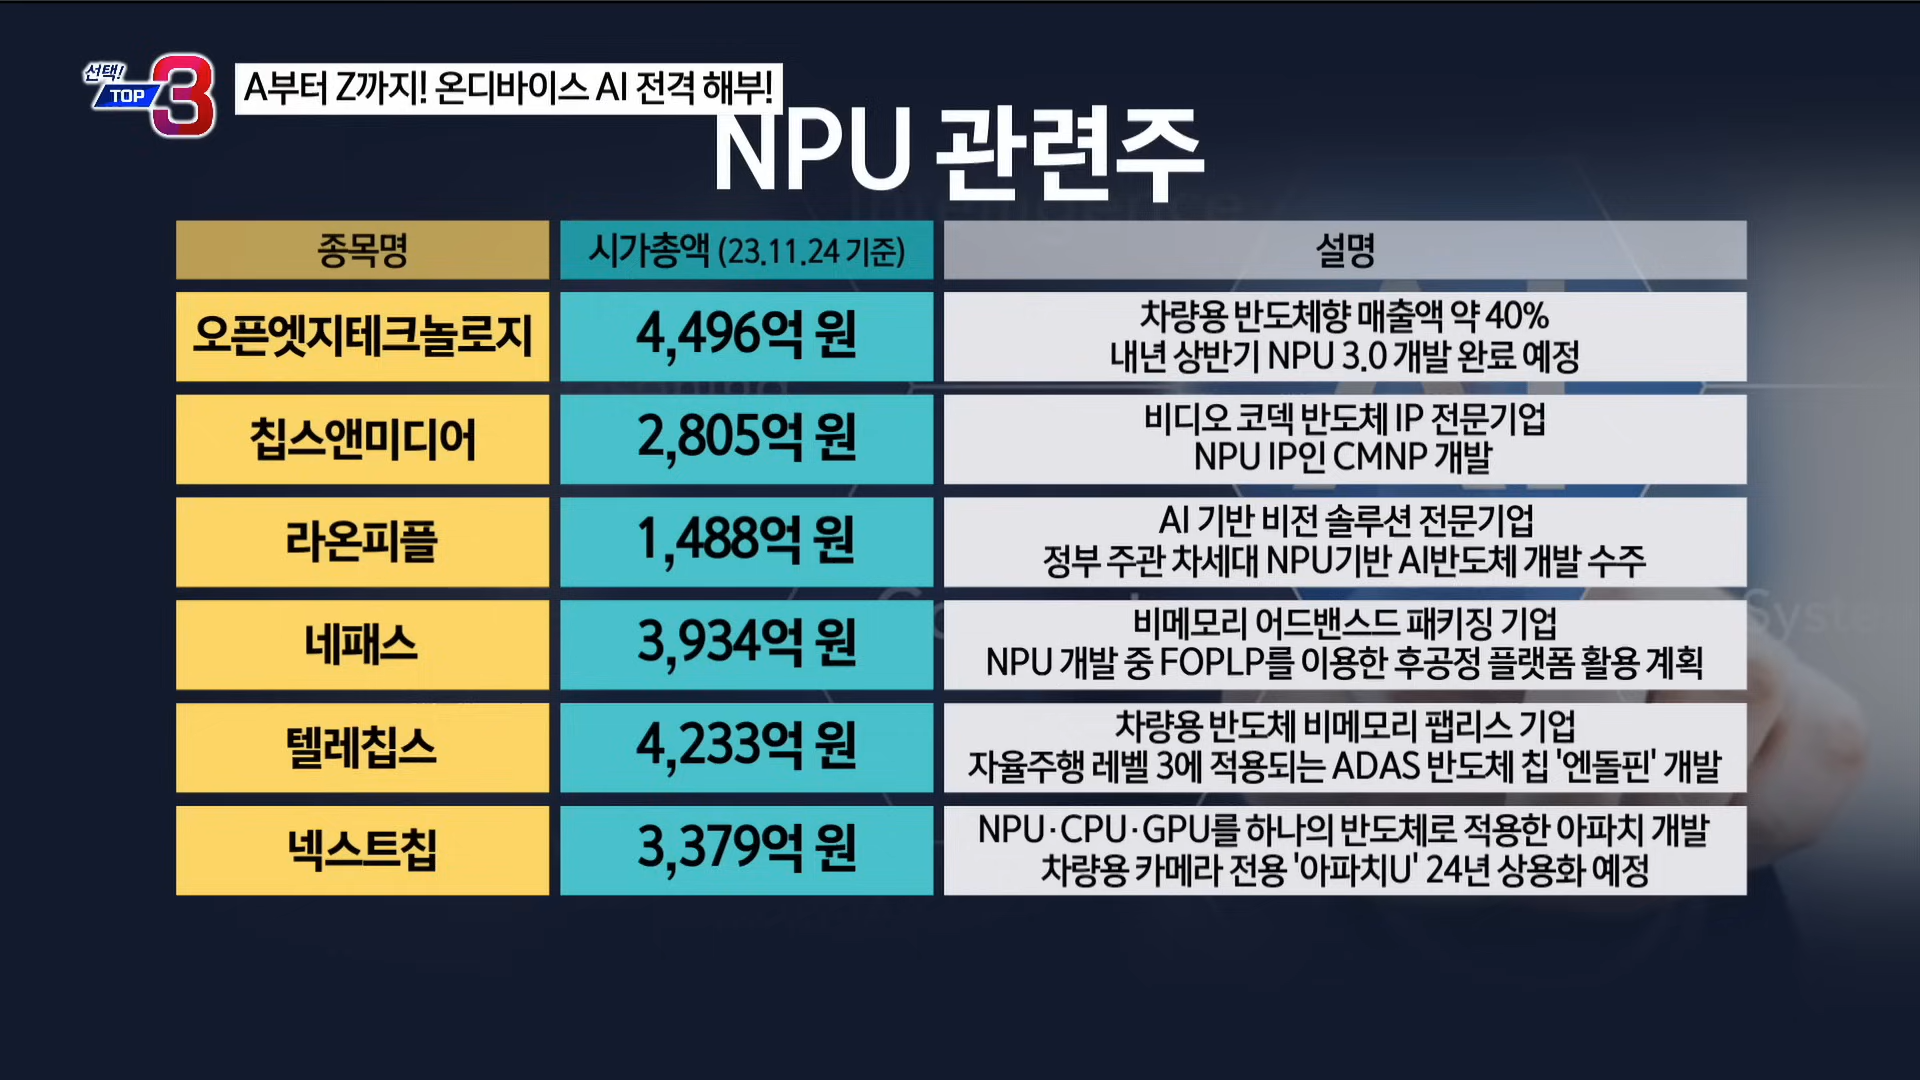 선택!
TOP 3
A부터 Z까지! 온디바이스 AI 전격 해부!
NPU 관련주
종목명
시가총액 (23.11.24 기준)
설명
오픈엣지테크놀로지
4,496억 원
차량용 반도체향 매출액 약 40%
내년 상반기 NPU 3.0 개발 완료 예정
칩스앤미디어
2,805억 원
비디오 코덱 반도체 IP 전문기업
NPU IP인 CMNP 개발
라온피플
1,488억 원
AI 기반 비전 솔루션 전문기업
정부 주관 차세대 NPU기반 AI반도체 개발 수주
네패스
3,934억 원
비메모리 어드밴스드 패키징 기업
NPU 개발 중 FOPLP를 이용한 후공정 플랫폼 활용 계획
텔레칩스
4,233억 원
차량용 반도체 비메모리 팹리스 기업
자율주행 레벨 3에 적용되는 ADAS 반도체 칩 '엔돌핀' 개발
넥스트칩
3,379억 원
NPU·CPU·GPU를 하나의 반도체로 적용한 아파치 개발
차량용 카메라 전용 '아파치U' 24년 상용화 예정